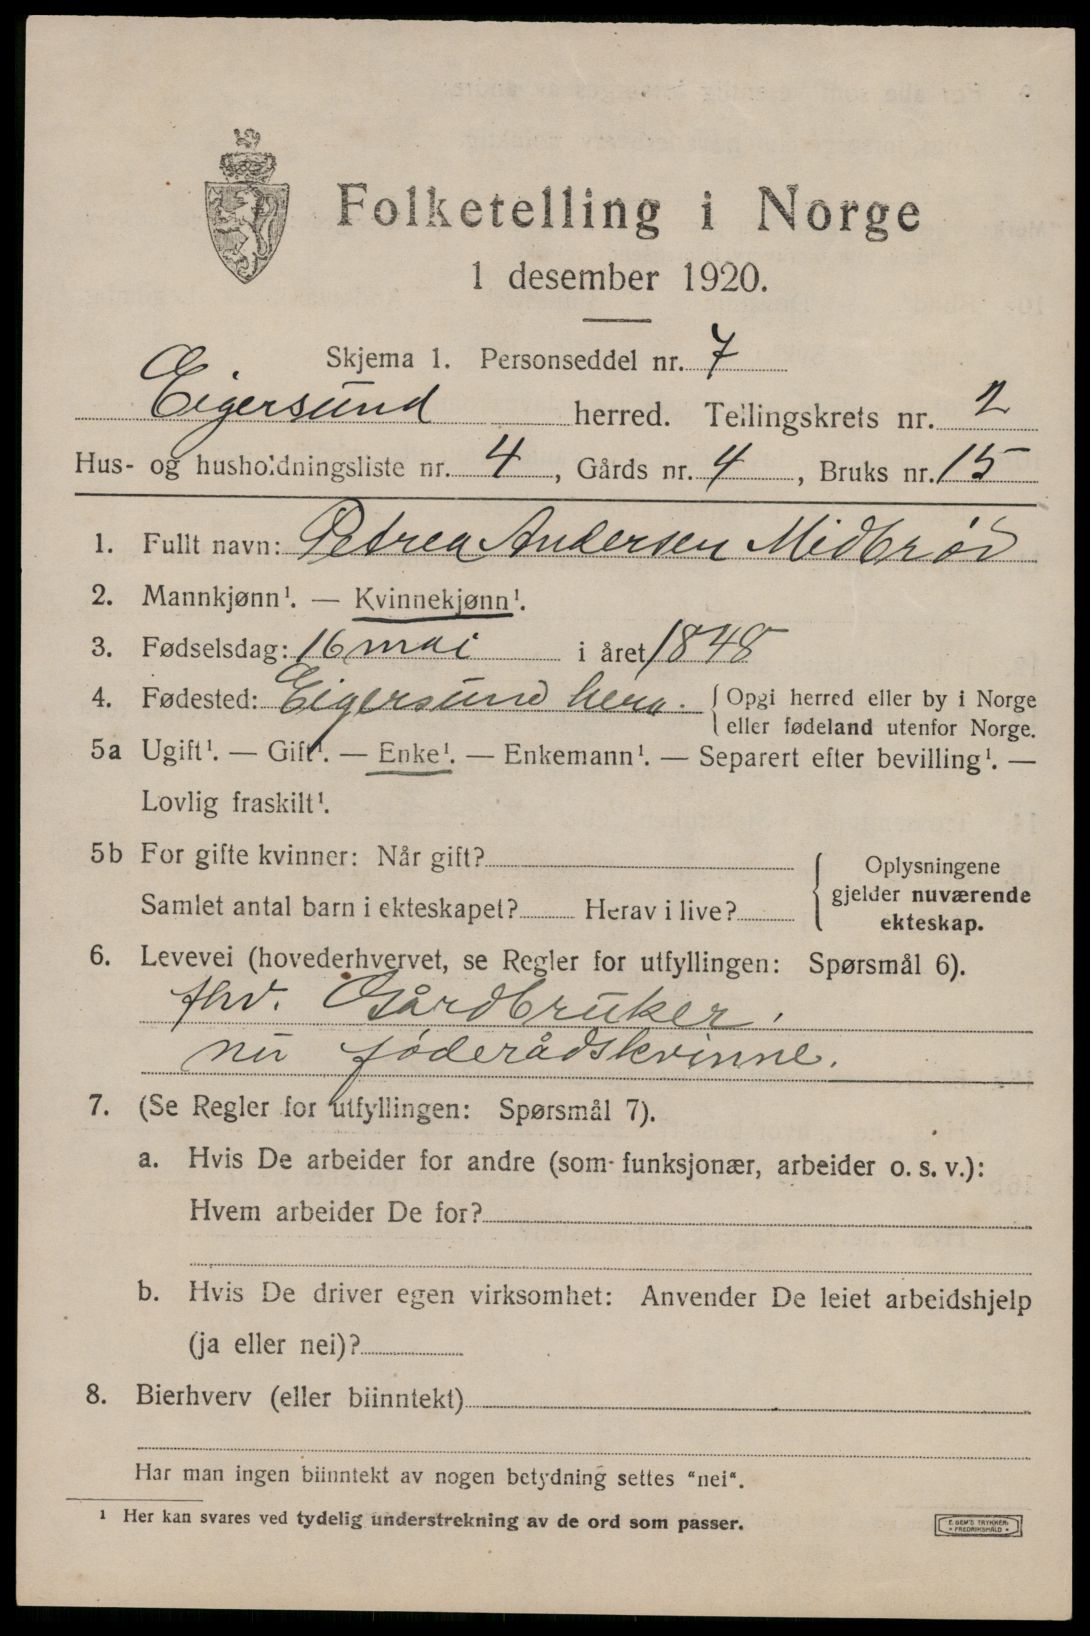 Folketelling i Norge
1 desember 1920.
Skjema 1. Personseddel nr. 7
Eigersund herred. Tellingskrets nr. 2
Hus- og husholdningsliste nr. 4, Gårds nr. 4, Bruks nr. 15
1. Fullt navn: Petrea Andersen Midbrød
2. Mannkjønn¹. — Kvinnekjønn¹.
3. Fødselsdag: 16 mai i året 1848
4. Fødested: Eigersund herr. { Opgi herred eller by i Norge
eller fødeland utenfor Norge.
5a Ugift¹. — Gift¹. — Enke¹. — Enkemann¹. — Separert efter bevilling¹. —
Lovlig fraskilt¹.
5b For gifte kvinner: Når gift?
Samlet antal barn i ekteskapet? Herav i live?
{ Oplysningene
gjelder nuværende
ekteskap.
6. Levevei (hovederhvervet, se Regler for utfyllingen: Spørsmål 6).
fhv. Gårdbruker,
nu føderådskvinne.
7. (Se Regler for utfyllingen: Spørsmål 7).
a. Hvis De arbeider for andre (som funksjonær, arbeider o. s. v.):
Hvem arbeider De for?
b. Hvis De driver egen virksomhet: Anvender De leiet arbeidshjelp
(ja eller nei)?
8. Bierhverv (eller biinntekt)
Har man ingen biinntekt av nogen betydning settes "nei".
¹ Her kan svares ved tydelig understrekning av de ord som passer.
E. SEM'S TRYKKERI
• FREDRIKSHALD •